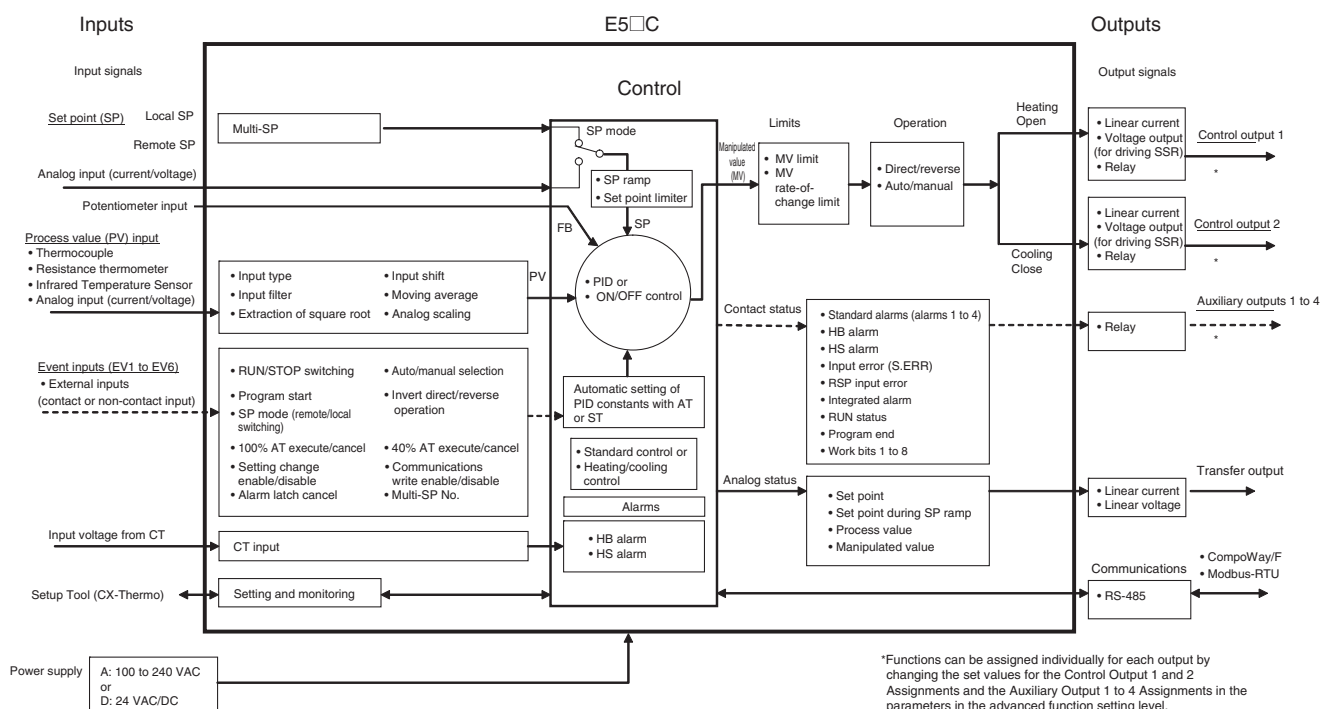 Inputs
E5□C
Outputs
Input signals
Output signals
Control
Set point (SP)
Local SP
Remote SP
Multi-SP
SP mode
Analog input (current/voltage)
• SP ramp
• Set point limiter
Potentiometer input
FB
SP
Process value (PV) input
• Thermocouple
• Resistance thermometer
• Infrared Temperature Sensor
• Analog input (current/voltage)
• Input type
• Input filter
• Extraction of square root
• Input shift
• Moving average
• Analog scaling
PV
• PID or
• ON/OFF control
Manipulated
value
(MV)
Limits
• MV limit
• MV
rate-of-
change limit
Operation
• Direct/reverse
• Auto/manual
Heating
Open
Cooling
Close
• Linear current
• Voltage output
(for driving SSR)
• Relay
Control output 1
*
• Linear current
• Voltage output
(for driving SSR)
• Relay
Control output 2
*
Event inputs (EV1 to EV6)
• External inputs
(contact or non-contact input)
• RUN/STOP switching
• Program start
• SP mode (remote/local
switching)
• 100% AT execute/cancel
• Setting change
enable/disable
• Alarm latch cancel
• Auto/manual selection
• Invert direct/reverse
operation
• 40% AT execute/cancel
• Communications
write enable/disable
• Multi-SP No.
Automatic setting of
PID constants with AT
or ST
• Standard control or
• Heating/cooling
control
Alarms
• HB alarm
• HS alarm
Contact status
• Standard alarms (alarms 1 to 4)
• HB alarm
• HS alarm
• Input error (S.ERR)
• RSP input error
• Integrated alarm
• RUN status
• Program end
• Work bits 1 to 8
• Relay
Auxiliary outputs 1 to 4
*
Analog status
• Set point
• Set point during SP ramp
• Process value
• Manipulated value
• Linear current
• Linear voltage
Transfer output
Input voltage from CT
CT input
Setup Tool (CX-Thermo)
Setting and monitoring
Communications
• RS-485
• CompoWay/F
• Modbus-RTU
Power supply
A: 100 to 240 VAC
or
D: 24 VAC/DC
*Functions can be assigned individually for each output by
changing the set values for the Control Output 1 and 2
Assignments and the Auxiliary Output 1 to 4 Assignments in the
parameters in the advanced function setting level.